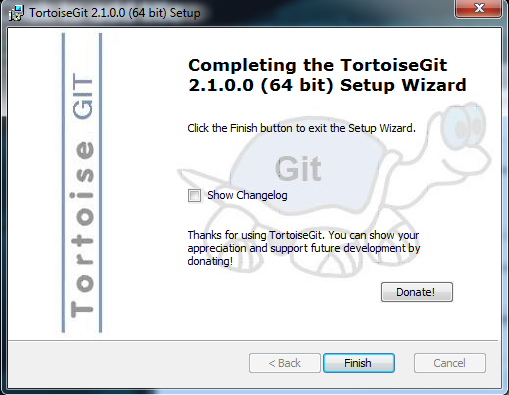 TortoiseGit 2.1.0.0 (64 bit) Setup
Tortoise GIT
Completing the TortoiseGit
2.1.0.0 (64 bit) Setup Wizard
Click the Finish button to exit the Setup Wizard.
Git
Show Changelog
Thanks for using TortoiseGit. You can show your
appreciation and support future development by
donating!
Donate!
< Back
Finish
Cancel